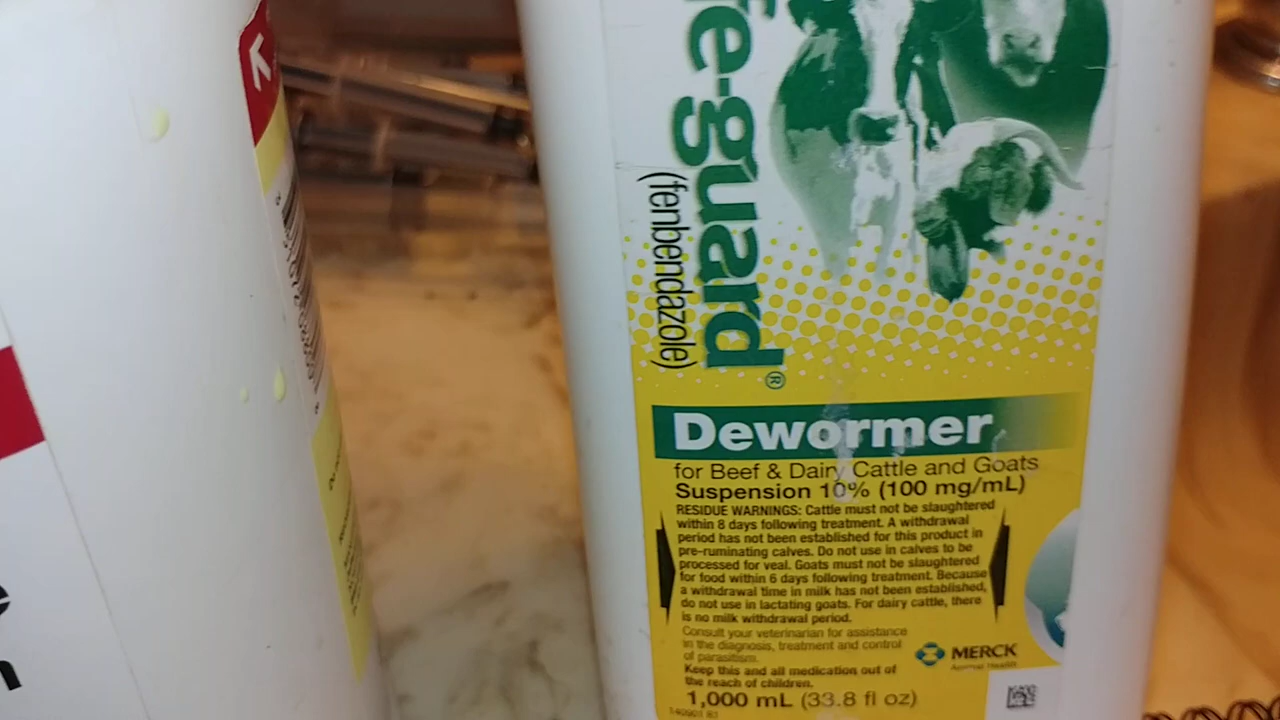 fe-guard®
(fenbendazole)
Dewormer
for Beef & Dairy Cattle and Goats
Suspension 10% (100 mg/mL)
RESIDUE WARNINGS: Cattle must not be slaughtered
within 8 days following treatment. A withdrawal
period has not been established for this product in
pre-ruminating calves. Do not use in calves to be
processed for veal. Goats must not be slaughtered
for food within 6 days following treatment. Because
a withdrawal time in milk has not been established,
do not use in lactating goats. For dairy cattle, there
is no milk withdrawal period.
Consult your veterinarian for assistance
in the diagnosis, treatment and control
of parasitism.
Keep this and all medication out of
the reach of children.
MERCK
Animal Health
1,000 mL (33.8 fl oz)